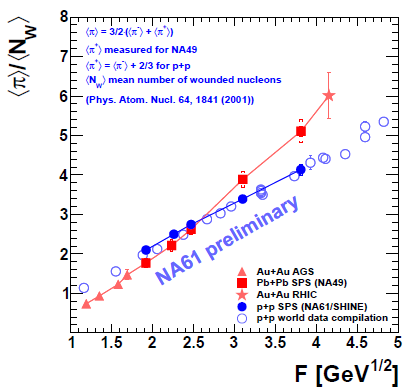 ⟨π⟩/⟨N_W⟩
8
7
6
5
4
3
2
1
⟨π⟩ = 3/2·(⟨π⁻⟩ + ⟨π⁺⟩)
⟨π⁺⟩ measured for NA49
⟨π⁺⟩ = ⟨π⁻⟩ + 2/3 for p+p
⟨N_W⟩ mean number of wounded nucleons
(Phys. Atom. Nucl. 64, 1841 (2001))
NA61 preliminary
Au+Au AGS
Pb+Pb SPS (NA49)
Au+Au RHIC
p+p SPS (NA61/SHINE)
p+p world data compilation
1 1.5 2 2.5 3 3.5 4 4.5 5
F [GeV^1/2]